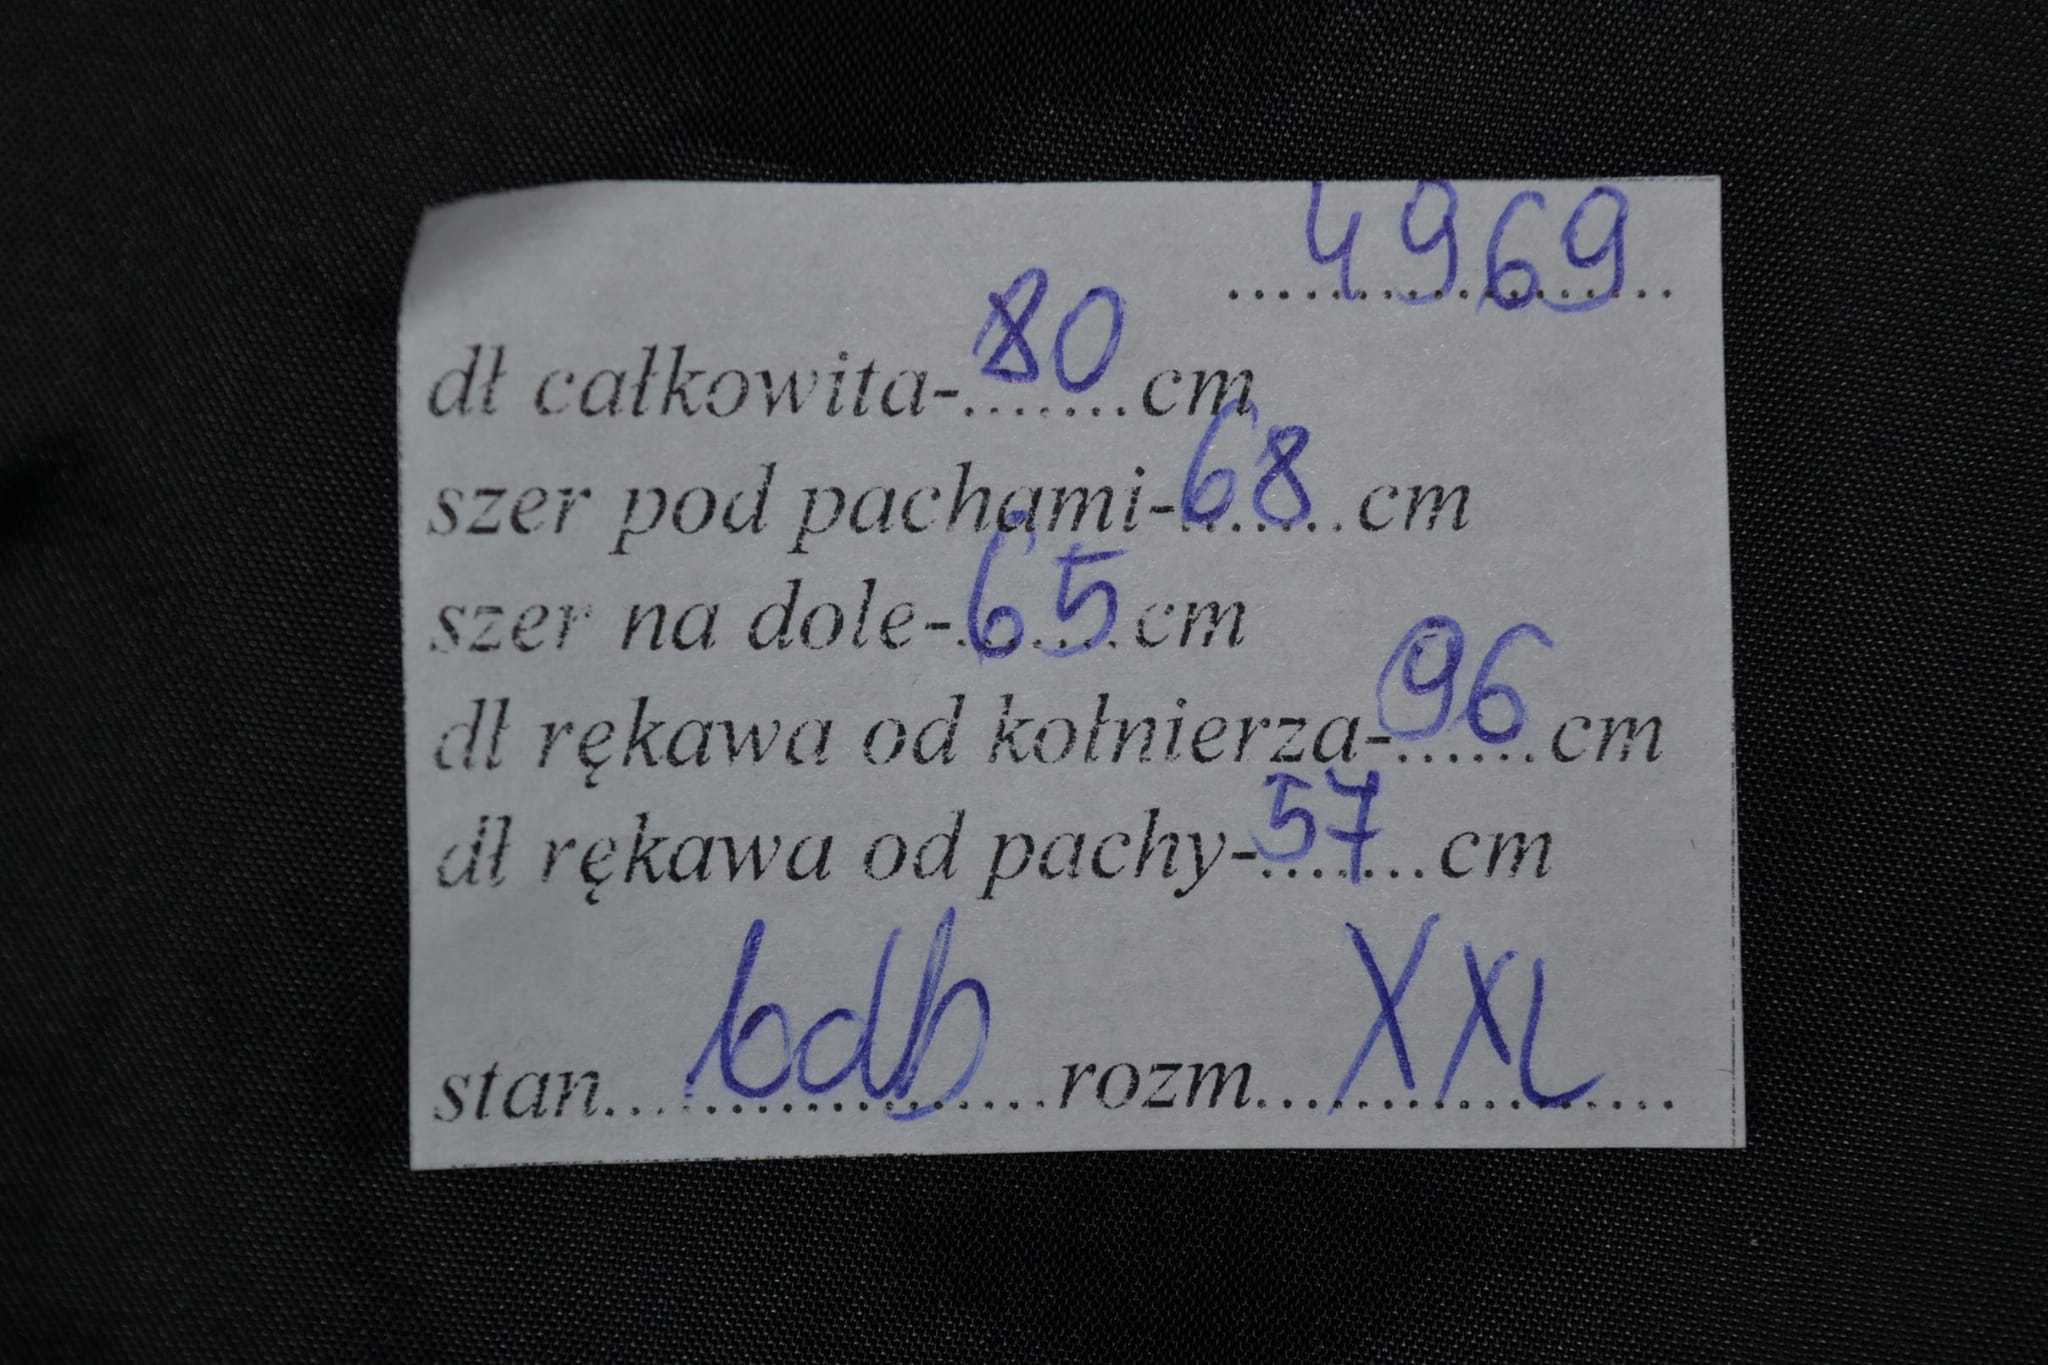 4969
dł całkowita-80cm
szer pod pachami-68cm
szer na dole-65cm
dł rękawa od kołnierza-96cm
dł rękawa od pachy-57cm
stan bdb rozm XXL